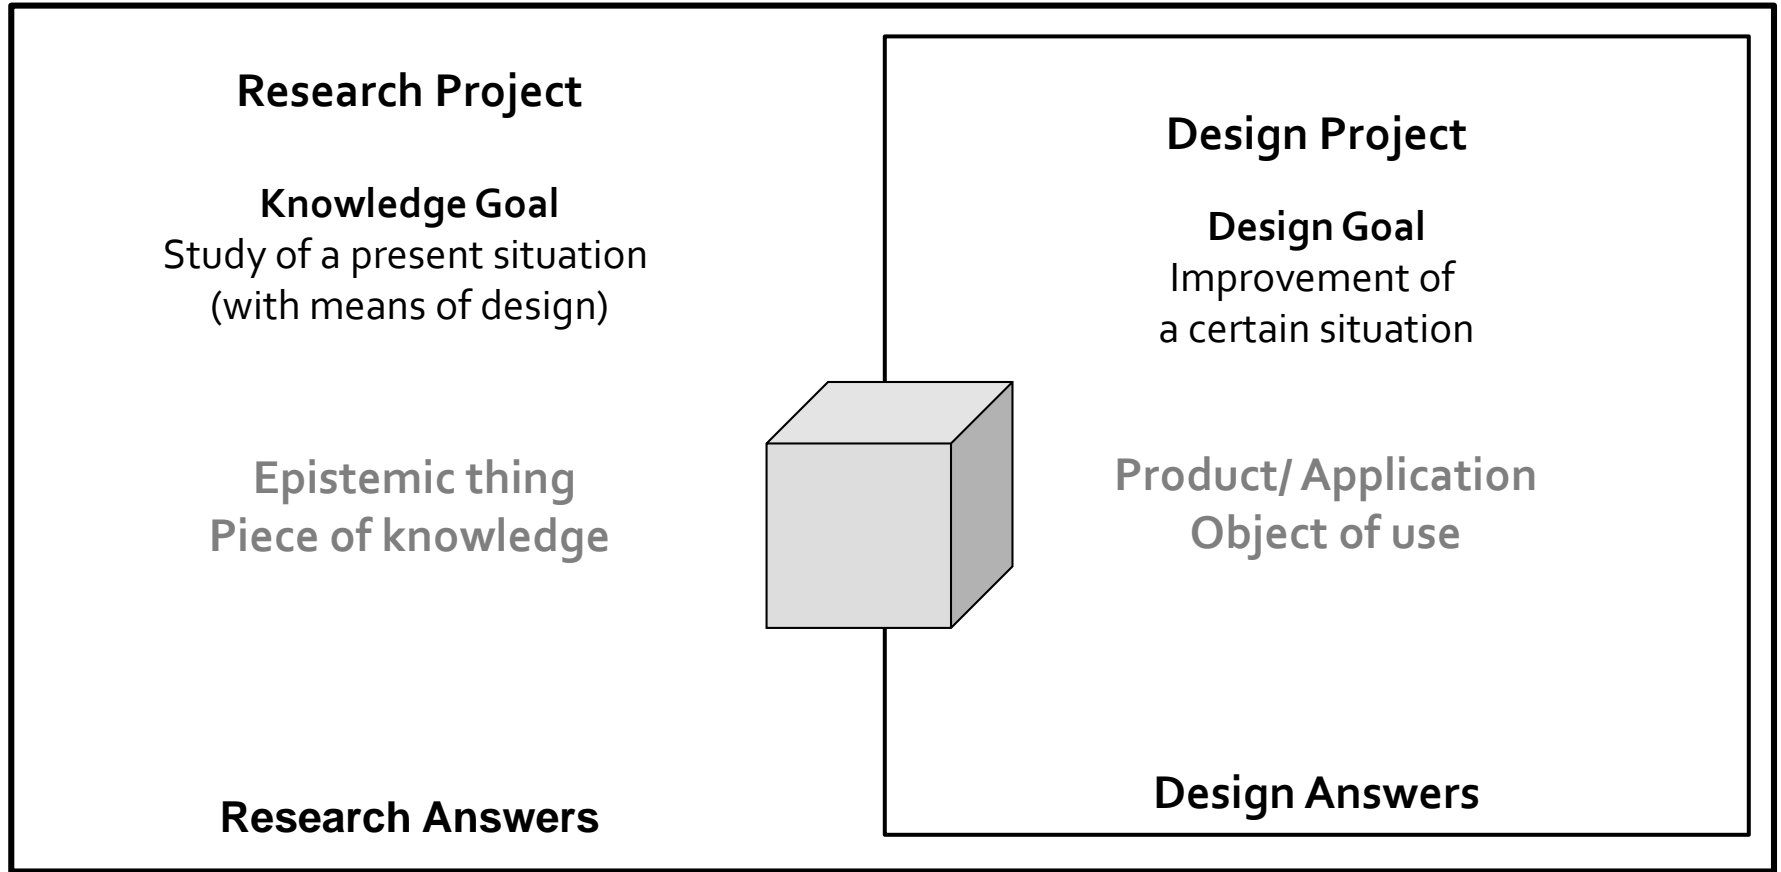 Research Project
Knowledge Goal
Study of a present situation
(with means of design)
Epistemic thing
Piece of knowledge
Research Answers
Design Project
Design Goal
Improvement of
a certain situation
Product/ Application
Object of use
Design Answers